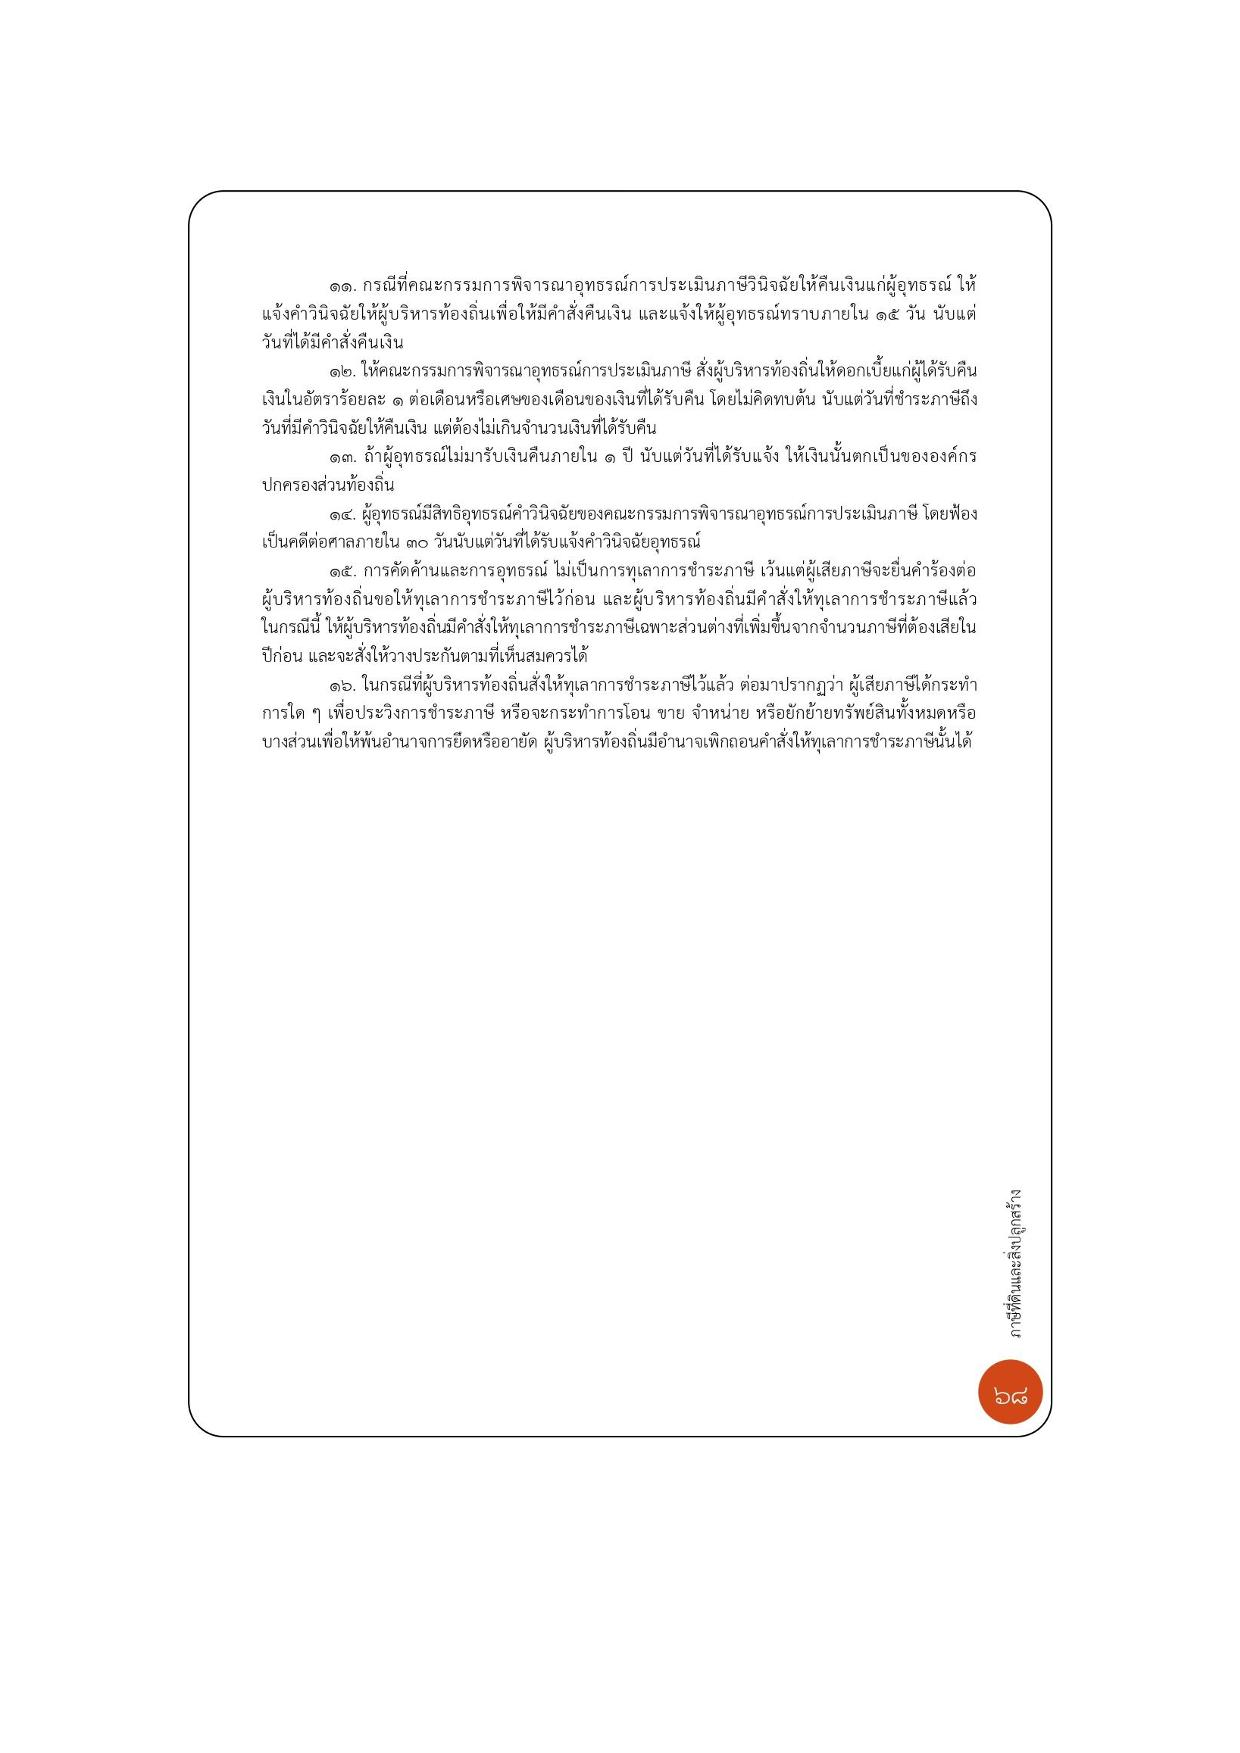 ๑๑. กรณีที่คณะกรรมการพิจารณาอุทธรณ์การประเมินภาษีวินิจฉัยให้คืนเงินแก่ผู้อุทธรณ์ ให้
แจ้งคำวินิจฉัยให้ผู้บริหารท้องถิ่นเพื่อให้มีคำสั่งคืนเงิน และแจ้งให้ผู้อุทธรณ์ทราบภายใน ๑๕ วัน นับแต่
วันที่ได้มีคำสั่งคืนเงิน
๑๒. ให้คณะกรรมการพิจารณาอุทธรณ์การประเมินภาษี สั่งผู้บริหารท้องถิ่นให้ดอกเบี้ยแก่ผู้ได้รับคืน
เงินในอัตราร้อยละ ๑ ต่อเดือนหรือเศษของเดือนของเงินที่ได้รับคืน โดยไม่คิดทบต้น นับแต่วันที่ชำระภาษีถึง
วันที่มีคำวินิจฉัยให้คืนเงิน แต่ต้องไม่เกินจำนวนเงินที่ได้รับคืน
๑๓. ถ้าผู้อุทธรณ์ไม่มารับเงินคืนภายใน ๑ ปี นับแต่วันที่ได้รับแจ้ง ให้เงินนั้นตกเป็นขององค์กร
ปกครองส่วนท้องถิ่น
๑๔. ผู้อุทธรณ์มีสิทธิอุทธรณ์คำวินิจฉัยของคณะกรรมการพิจารณาอุทธรณ์การประเมินภาษี โดยฟ้อง
เป็นคดีต่อศาลภายใน ๓๐ วันนับแต่วันที่ได้รับแจ้งคำวินิจฉัยอุทธรณ์
๑๕. การคัดค้านและการอุทธรณ์ ไม่เป็นการทุเลาการชำระภาษี เว้นแต่ผู้เสียภาษีจะยื่นคำร้องต่อ
ผู้บริหารท้องถิ่นขอให้ทุเลาการชำระภาษีไว้ก่อน และผู้บริหารท้องถิ่นมีคำสั่งให้ทุเลาการชำระภาษีแล้ว
ในกรณีนี้ ให้ผู้บริหารท้องถิ่นมีคำสั่งให้ทุเลาการชำระภาษีเฉพาะส่วนต่างที่เพิ่มขึ้นจากจำนวนภาษีที่ต้องเสียใน
ปีก่อน และจะสั่งให้วางประกันตามที่เห็นสมควรได้
๑๖. ในกรณีที่ผู้บริหารท้องถิ่นสั่งให้ทุเลาการชำระภาษีไว้แล้ว ต่อมาปรากฏว่า ผู้เสียภาษีได้กระทำ
การใด ๆ เพื่อประวิงการชำระภาษี หรือจะกระทำการโอน ขาย จำหน่าย หรือยักย้ายทรัพย์สินทั้งหมดหรือ
บางส่วนเพื่อให้พ้นอำนาจการยึดหรืออายัด ผู้บริหารท้องถิ่นมีอำนาจเพิกถอนคำสั่งให้ทุเลาการชำระภาษีนั้นได้
ภาษีที่ดินและสิ่งปลูกสร้าง
๖๘